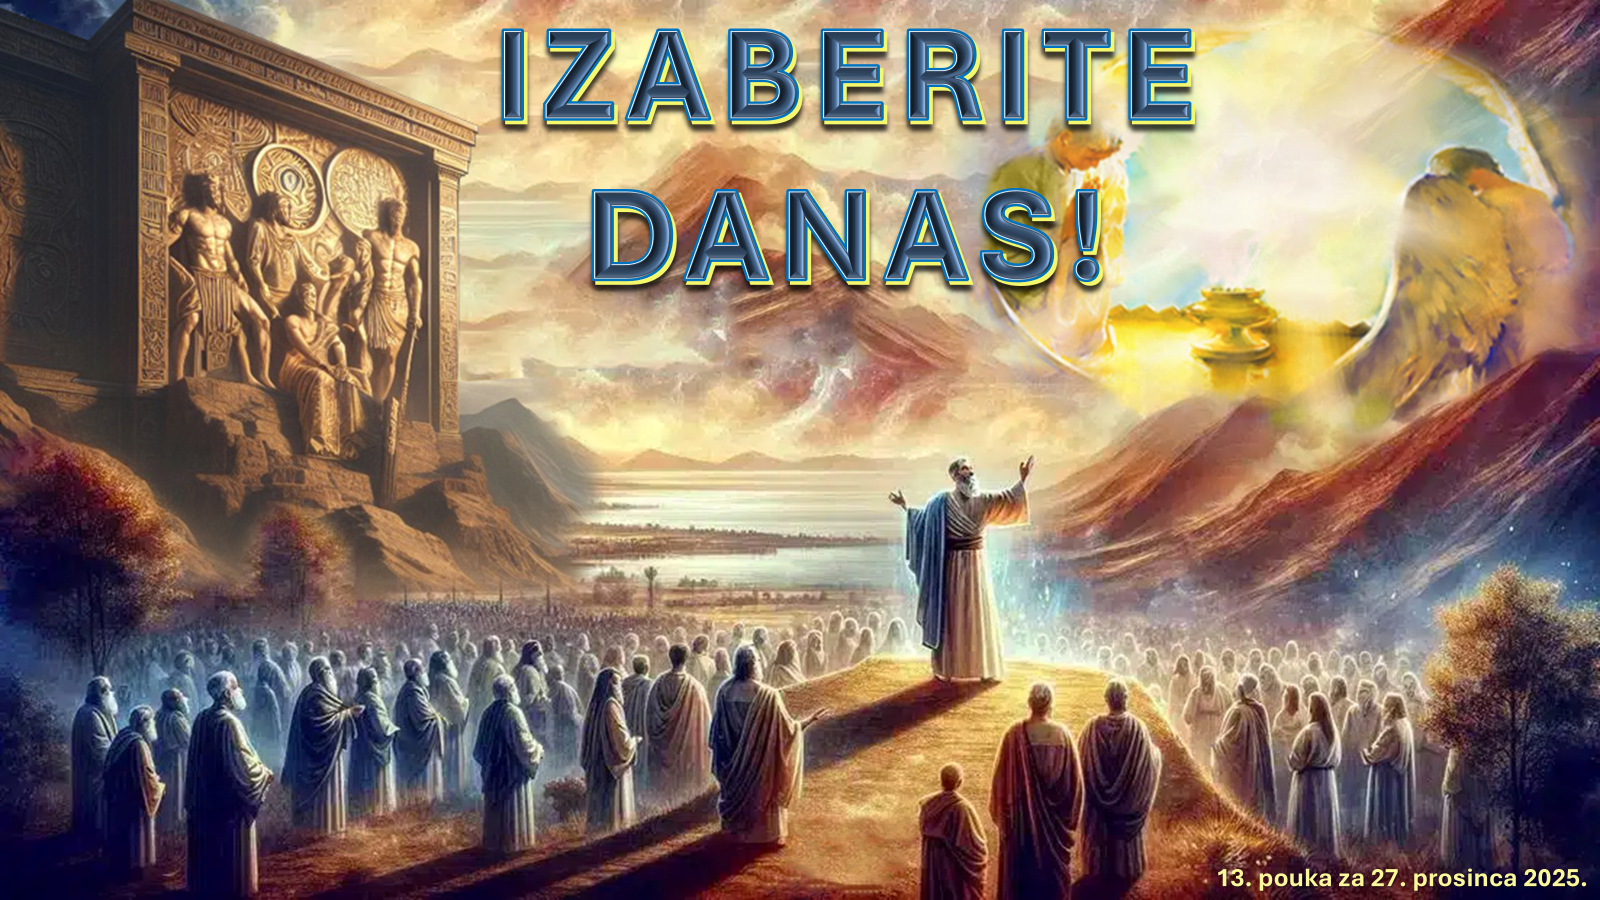 IZABERITE
DANAS!
13. pouka za 27. prosinca 2025.